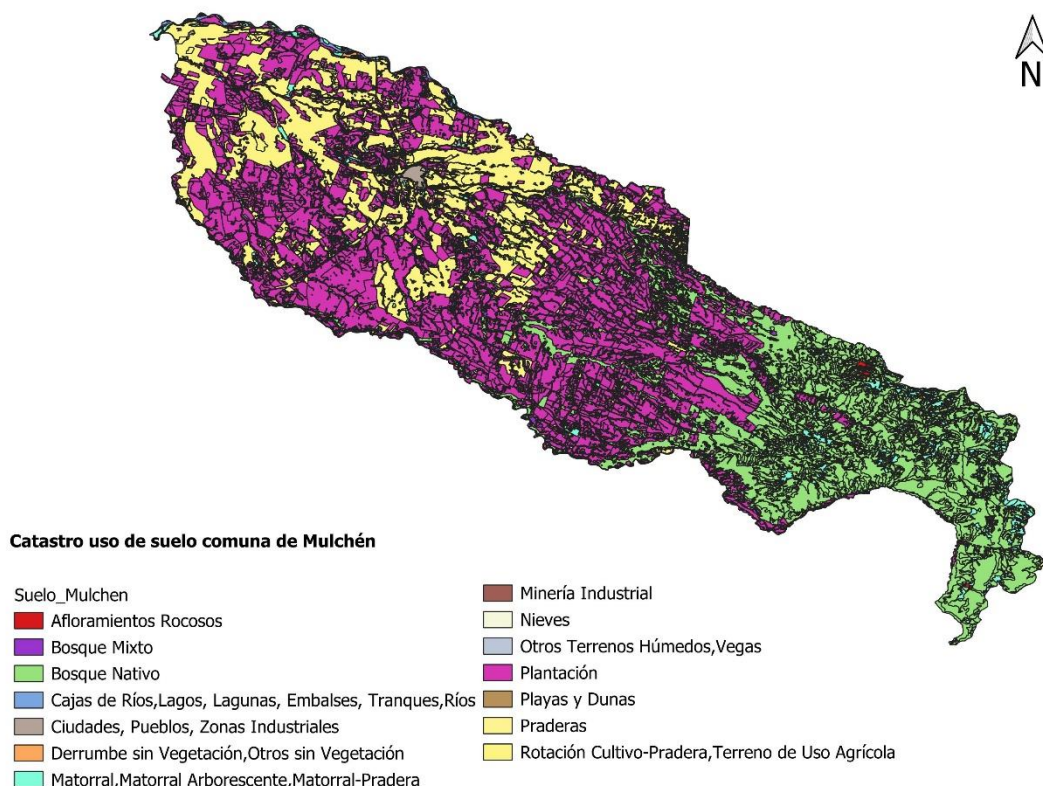 N
Catastro uso de suelo comuna de Mulchén
Suelo_Mulchen
Afloramientos Rocosos
Bosque Mixto
Bosque Nativo
Cajas de Ríos,Lagos, Lagunas, Embalses, Tranques,Ríos
Ciudades, Pueblos, Zonas Industriales
Derrumbe sin Vegetación,Otros sin Vegetación
Matorral,Matorral Arborescente,Matorral-Pradera
Minería Industrial
Nieves
Otros Terrenos Húmedos,Vegas
Plantación
Playas y Dunas
Praderas
Rotación Cultivo-Pradera,Terreno de Uso Agrícola